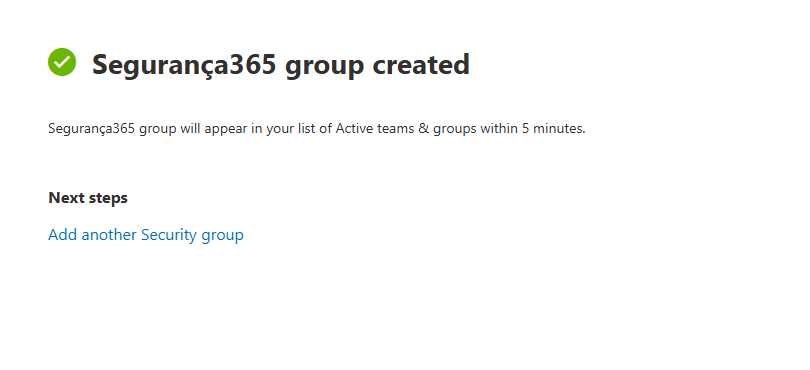 Segurança365 group created
Segurança365 group will appear in your list of Active teams & groups within 5 minutes.
Next steps
Add another Security group